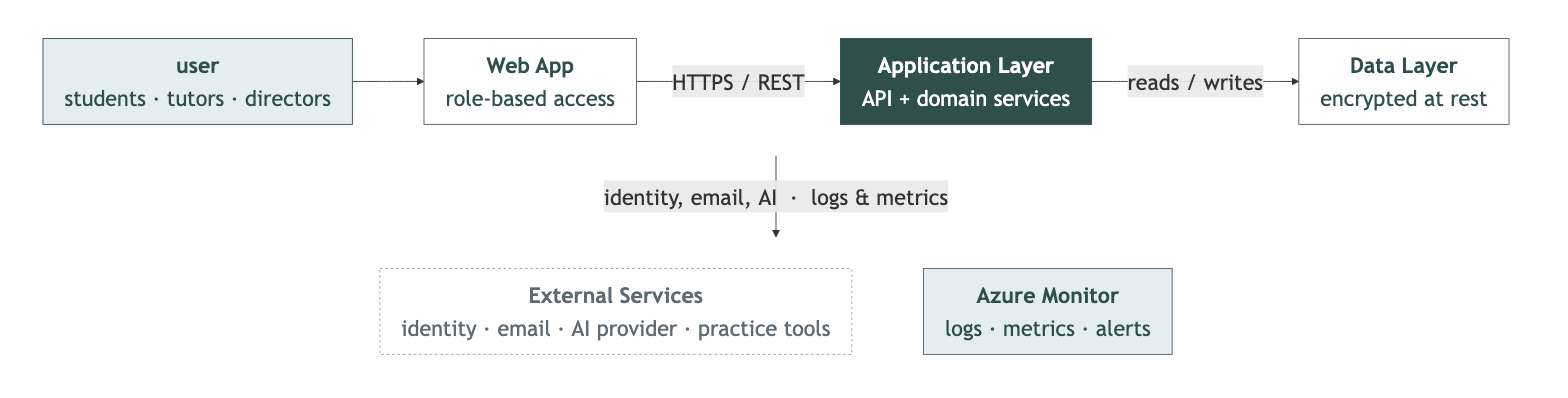 user
students · tutors · directors
Web App
role-based access
HTTPS / REST
Application Layer
API + domain services
reads / writes
Data Layer
encrypted at rest
identity, email, AI · logs & metrics
External Services
identity · email · AI provider · practice tools
Azure Monitor
logs · metrics · alerts